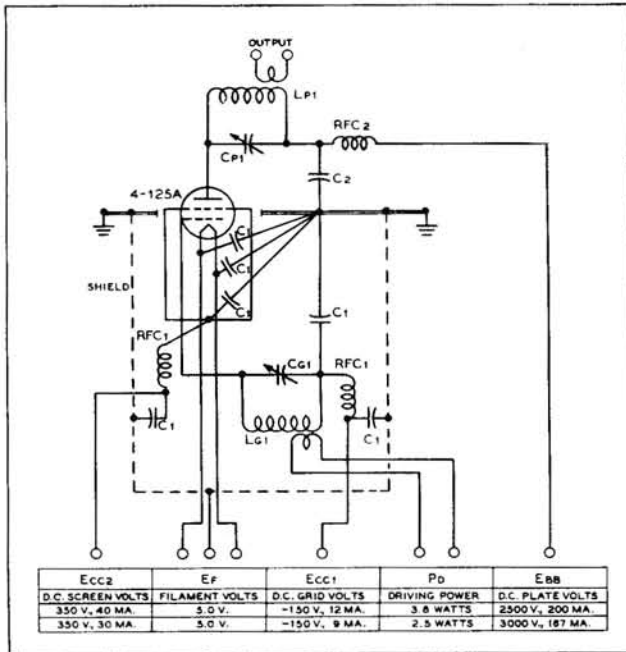 OUTPUT
LP1
RFC2
CP1
C2
4-125A
C1
C1
SHIELD
C1
C1
RFC1
CG1
RFC1
C1
LG1
C1
ECC2 EF ECC1 PD EBB
D.C. SCREEN VOLTS FILAMENT VOLTS D.C. GRID VOLTS DRIVING POWER D.C. PLATE VOLTS
350 V., 40 MA. 5.0 V. -150 V., 12 MA. 3.8 WATTS 2500 V., 200 MA.
350 V., 30 MA. 5.0 V. -150 V., 9 MA. 2.5 WATTS 3000 V., 167 MA.